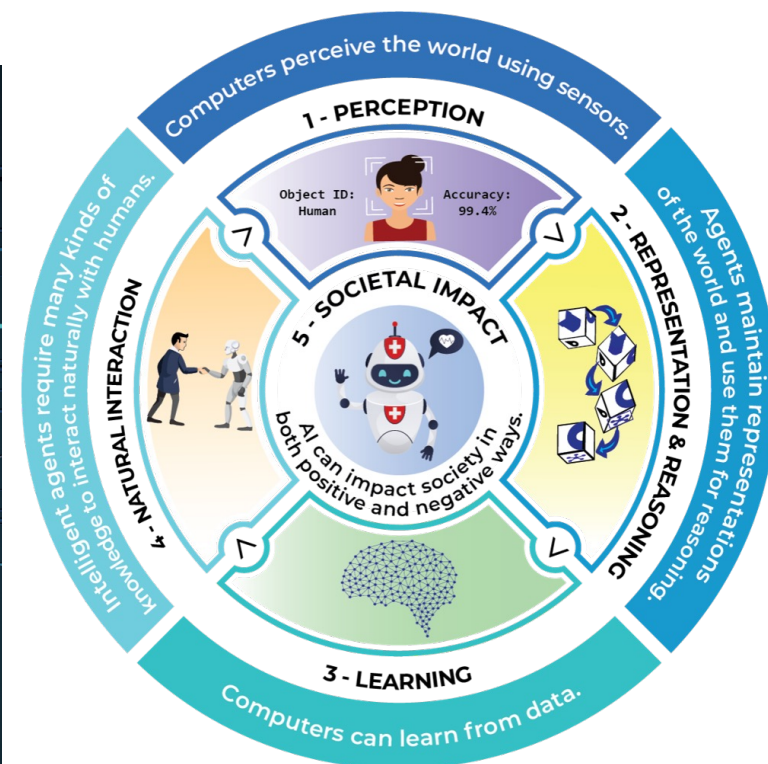 Computers perceive the world using sensors.
1 - PERCEPTION
Object ID:
Human
Accuracy:
99.4%
2 - REPRESENTATION & REASONING
Agents maintain representations
of the world and use them for reasoning.
3 - LEARNING
Computers can learn from data.
4 - NATURAL INTERACTION
Intelligent agents require many kinds of
knowledge to interact naturally with humans.
5 - SOCIETAL IMPACT
AI can impact society in
both positive and negative ways.